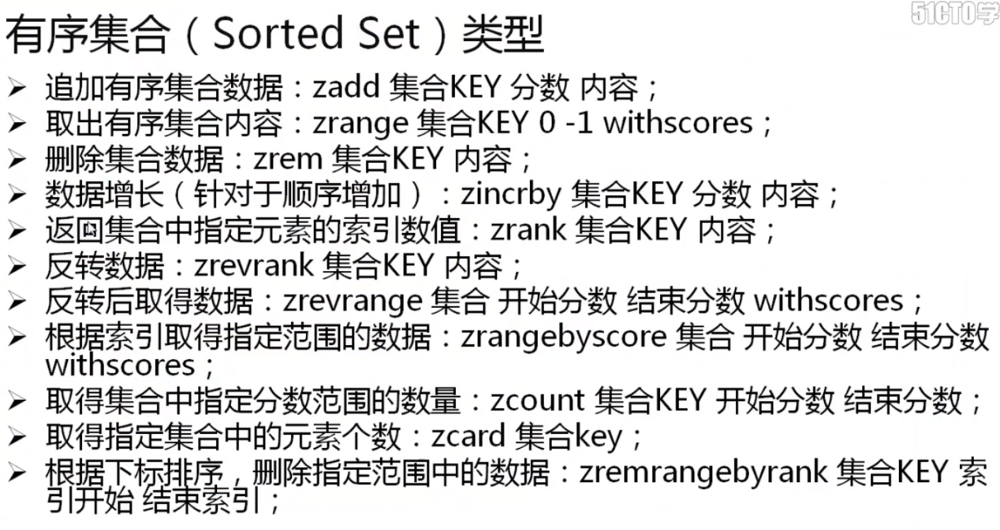 51CTO学
有序集合（Sorted Set）类型
➢ 追加有序集合数据：zadd 集合KEY 分数 内容；
➢ 取出有序集合内容：zrange 集合KEY 0 -1 withscores；
➢ 删除集合数据：zrem 集合KEY 内容；
➢ 数据增长（针对于顺序增加）：zincrby 集合KEY 分数 内容；
➢ 返回集合中指定元素的索引数值：zrank 集合KEY 内容；
➢ 反转数据：zrevrank 集合KEY 内容；
➢ 反转后取得数据：zrevrange 集合 开始分数 结束分数 withscores；
➢ 根据索引取得指定范围的数据：zrangebyscore 集合 开始分数 结束分数
withscores；
➢ 取得集合中指定分数范围的数量：zcount 集合KEY 开始分数 结束分数；
➢ 取得指定集合中的元素个数：zcard 集合key；
➢ 根据下标排序，删除指定范围中的数据：zremrangebyrank 集合KEY 索
引开始 结束索引；